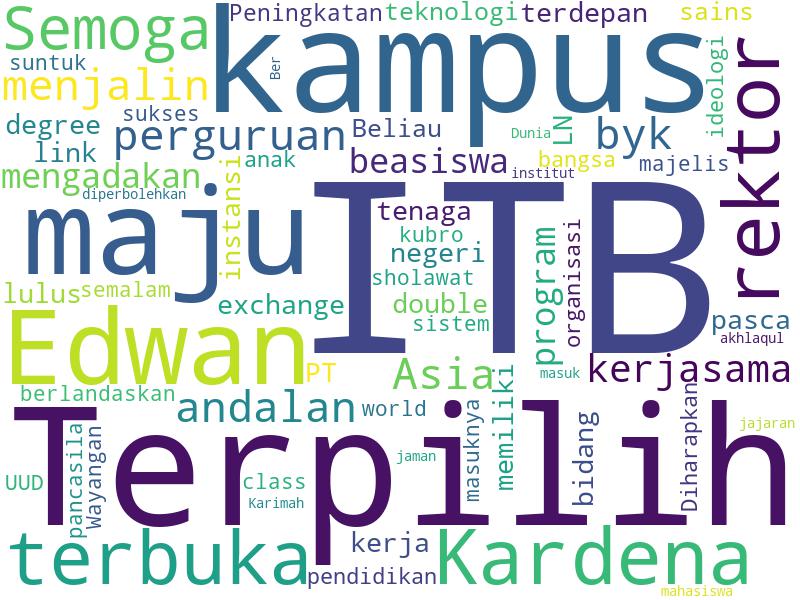 Semoga
kampus
Peningkatan
teknologi
terdepan
sains
suntuk
menjalin
Ber
ideologi
rektor
sukses
degree
perguruan
Beliau
Dunia
LN
byk
link
anak
beasiswa
institut
bangsa
majelis
mengadakan
diperbolehkan
instansi
maju
ITB
tenaga
kubro
negeri
sholawat
program
organisasi
lulus
semalam
exchange
double
sistem
pasca
akhlaqul
Edwan
PT
Asia
masuk
kerjasama
berlandaskan
andalan
world
memiliki
masuknya
bidang
Diharapkan
jajaran
Terpilih
pancasila
Wayangan
jaman
UUD
class
Karimah
terbuka
kerja
pendidikan
Kardena
mahasiswa